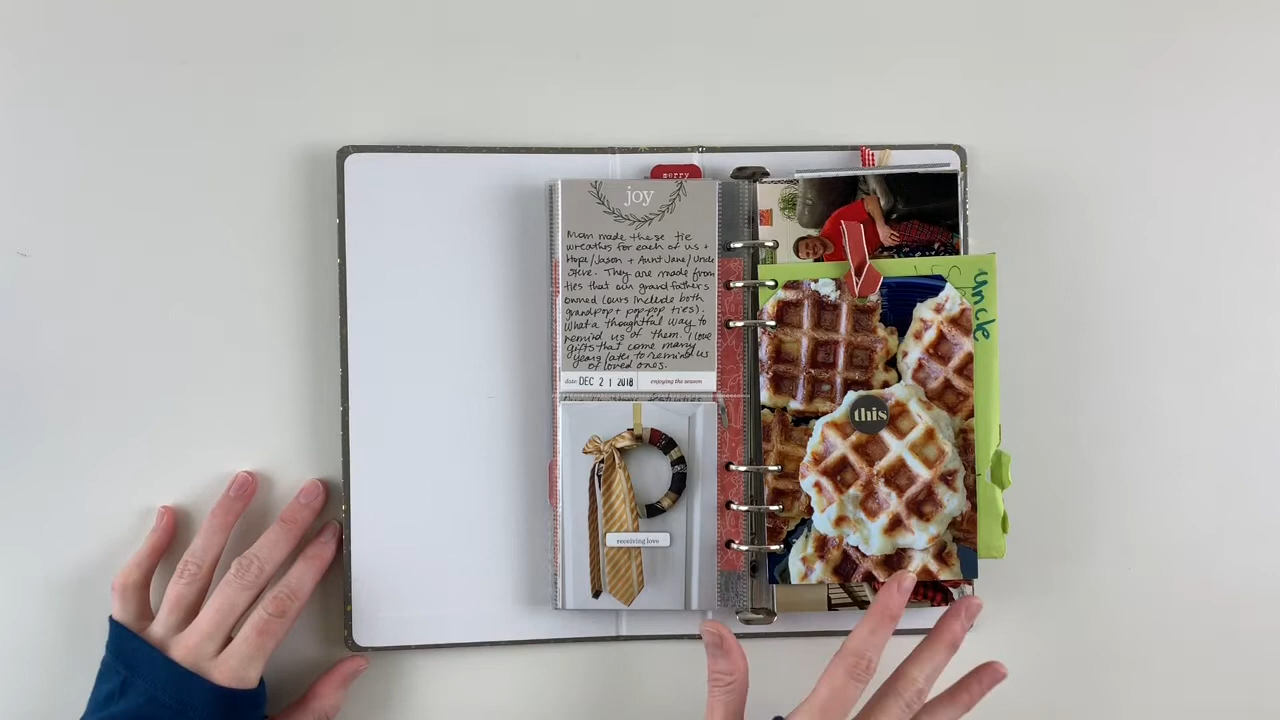 merry
joy
Mom made these tie
wreathes for each of us +
Hope/Jason + Aunt Jane/Uncle
Steve. They are made from
ties that our grandfathers
owned (ours include both
grandpop + pop-pop ties).
What a thoughtful way to
remind us of them. I love
gifts that come many
years later to remind us
of loved ones.
date DEC 21 2018 enjoying the season
receiving love
uncle
this